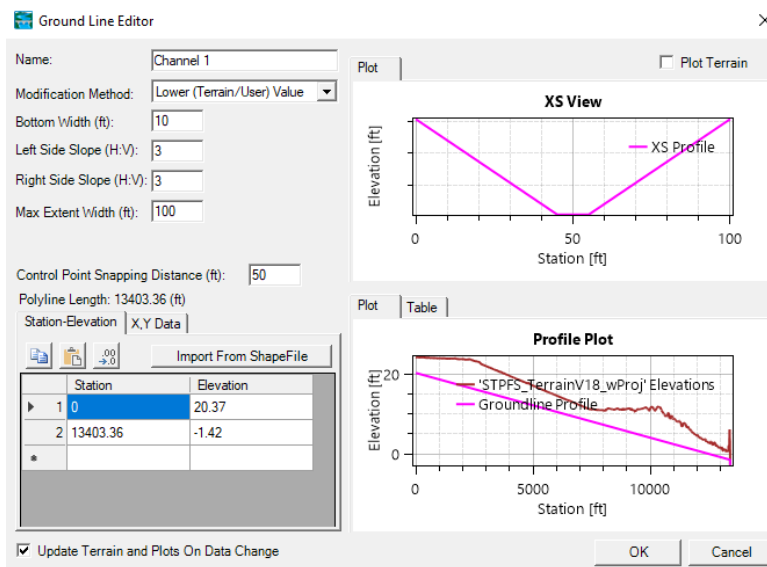 Ground Line Editor
Name: Channel 1
Modification Method: Lower (Terrain/User) Value
Bottom Width (ft): 10
Left Side Slope (H:V): 3
Right Side Slope (H:V): 3
Max Extent Width (ft): 100
Control Point Snapping Distance (ft): 50
Polyline Length: 13403.36 (ft)
Station-Elevation X,Y Data
.00 →.0 Import From ShapeFile
Station Elevation
1 0 20.37
2 13403.36 -1.42
*
Update Terrain and Plots On Data Change
Plot Plot Terrain
XS View
XS Profile
Elevation [ft]
0 50 100
Station [ft]
Plot Table
Profile Plot
20
'STPFS_TerrainV18_wProj' Elevations
Groundline Profile
Elevation [ft]
0
0 5000 10000
Station [ft]
OK Cancel